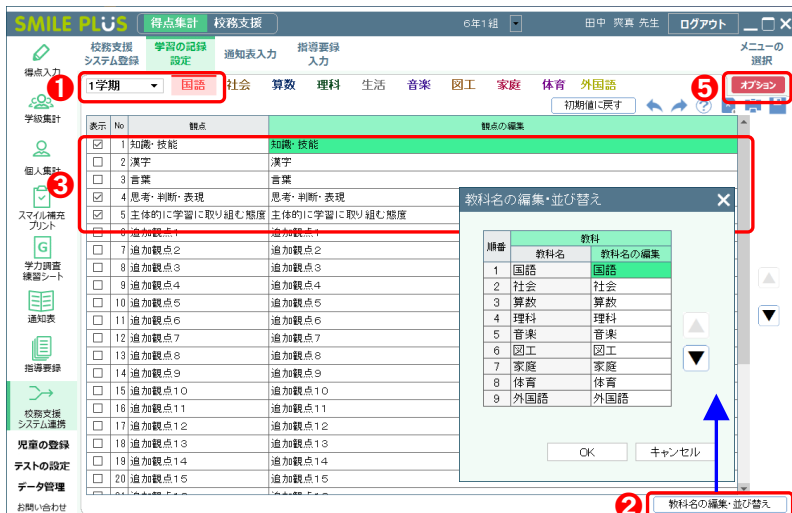 SMILE PLUS 得点集計 校務支援 6年1組 田中 爽真 先生 ログアウト
得点入力
学級集計
個人集計
スマイル補充
プリント
学力調査
練習シート
通知表
指導要録
校務支援
システム連携
児童の登録
テストの設定
データ管理
お問い合わせ
校務支援
システム登録
学習の記録
設定
通知表入力
指導要録
入力
メニューの
選択
1 1学期 国語 社会 算数 理科 生活 音楽 図工 家庭 体育 外国語
5 オプション
初期値に戻す
3
表示 No 観点 観点の編集
1 知識・技能 知識・技能
2 漢字 漢字
3 言葉 言葉
4 思考・判断・表現 思考・判断・表現
5 主体的に学習に取り組む態度 主体的に学習に取り組む態度
6 追加観点1 追加観点1
7 追加観点2 追加観点2
8 追加観点3 追加観点3
9 追加観点4 追加観点4
10 追加観点5 追加観点5
11 追加観点6 追加観点6
12 追加観点7 追加観点7
13 追加観点8 追加観点8
14 追加観点9 追加観点9
15 追加観点10 追加観点10
16 追加観点11 追加観点11
17 追加観点12 追加観点12
18 追加観点13 追加観点13
19 追加観点14 追加観点14
20 追加観点15 追加観点15
教科名の編集・並び替え
順番 教科
教科名 教科名の編集
1 国語 国語
2 社会 社会
3 算数 算数
4 理科 理科
5 音楽 音楽
6 図工 図工
7 家庭 家庭
8 体育 体育
9 外国語 外国語
OK キャンセル
2 教科名の編集・並び替え